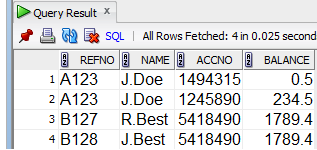 Query Result x
SQL | All Rows Fetched: 4 in 0.025 second
REFNO NAME ACCNO BALANCE
1 A123 J.Doe 1494315 0.5
2 A123 J.Doe 1245890 234.5
3 B127 R.Best 5418490 1789.4
4 B128 J.Best 5418490 1789.4